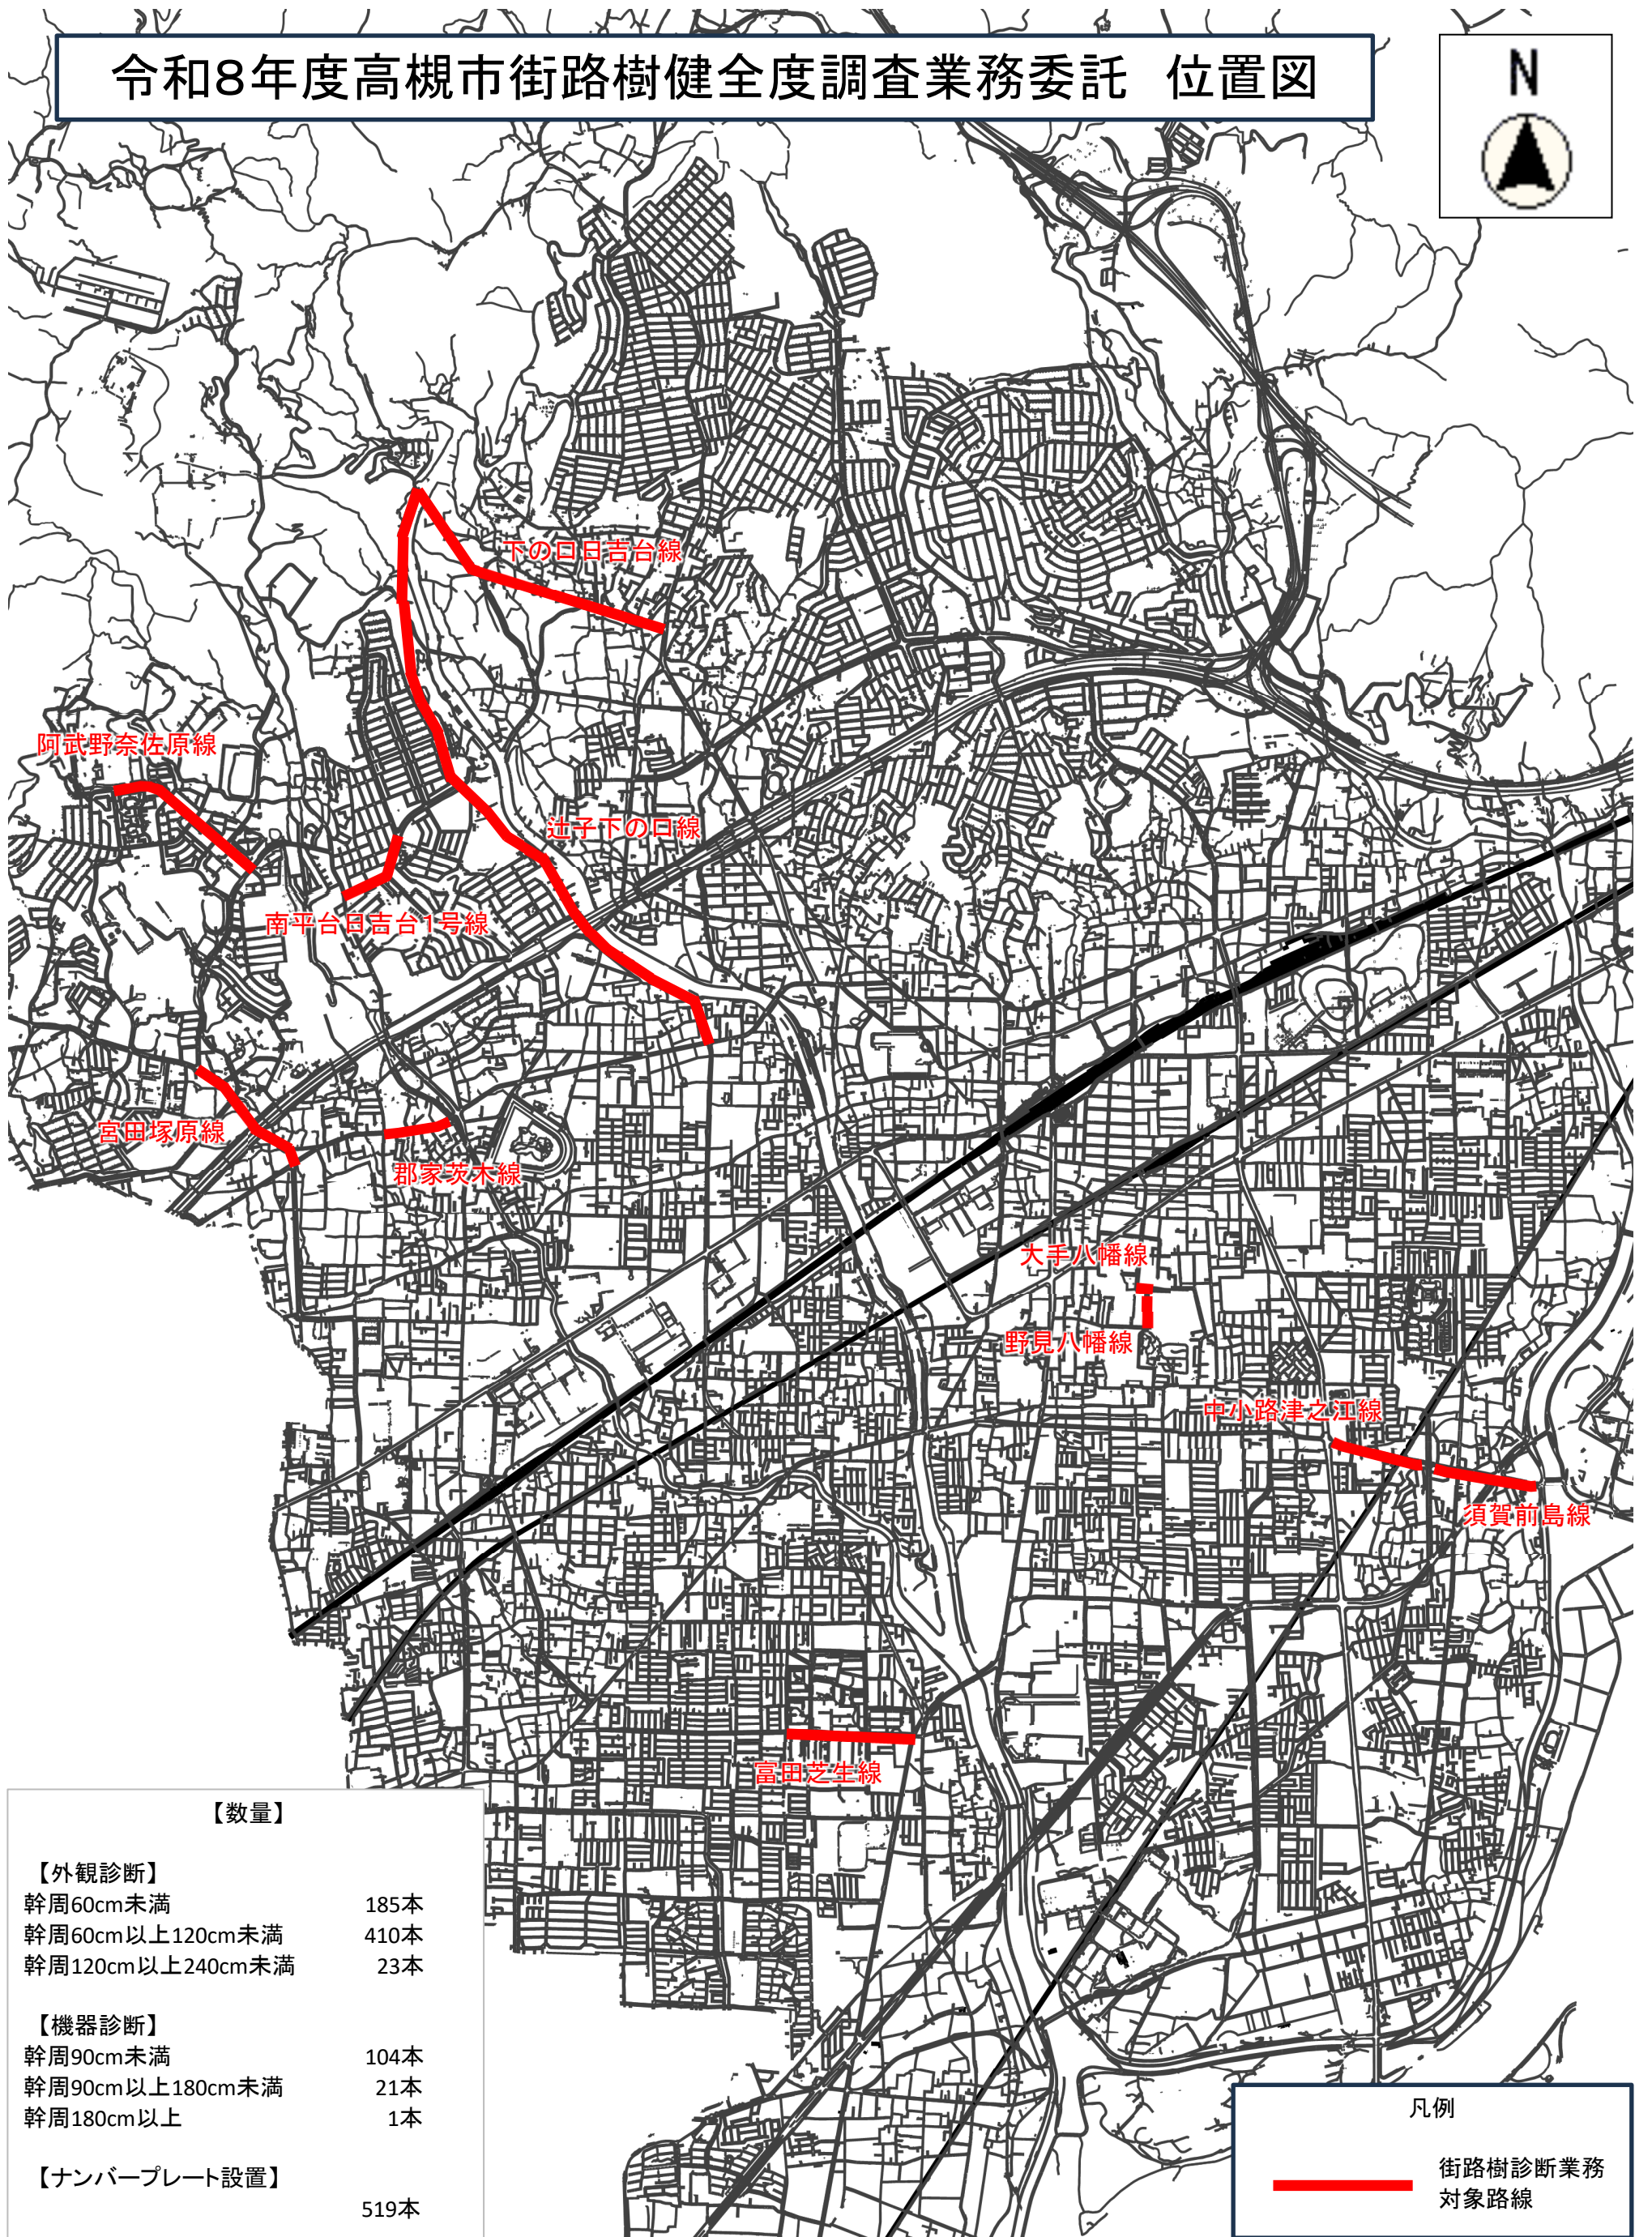 令和8年度高槻市街路樹健全度調査業務委託　位置図
N
下の口日吉台線
阿武野奈佐原線
辻子下の口線
南平台日吉台1号線
宮田塚原線
郡家茨木線
大手八幡線
野見八幡線
中小路津之江線
須賀前島線
富田芝生線
【数量】
【外観診断】
幹周60cm未満 185本
幹周60cm以上120cm未満 410本
幹周120cm以上240cm未満 23本
【機器診断】
幹周90cm未満 104本
幹周90cm以上180cm未満 21本
幹周180cm以上 1本
【ナンバープレート設置】
519本
凡例
街路樹診断業務
対象路線